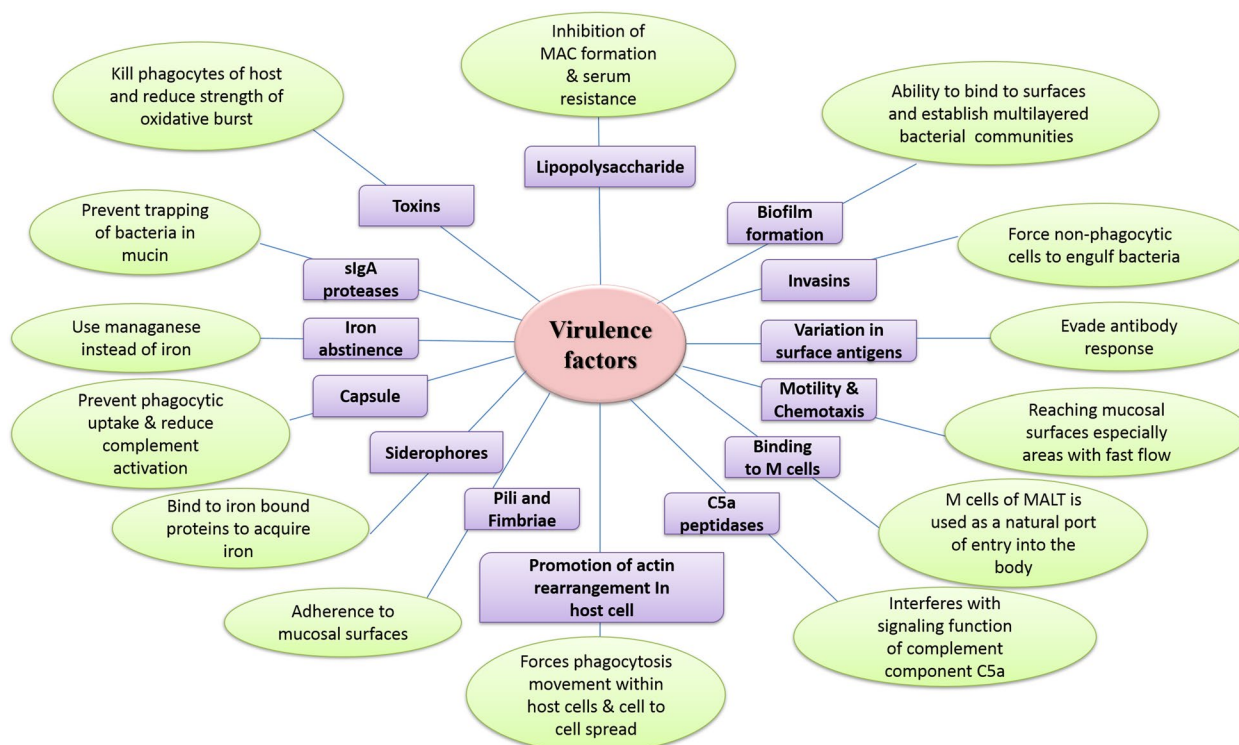 Inhibition of
MAC formation
& serum
resistance
Kill phagocytes of host
and reduce strength of
oxidative burst
Ability to bind to surfaces
and establish multilayered
bacterial communities
Lipopolysaccharide
Toxins
Biofilm
formation
Prevent trapping
of bacteria in
mucin
Force non-phagocytic
cells to engulf bacteria
sIgA
proteases
Invasins
Use managanese
instead of iron
Iron
abstinence
Virulence
factors
Variation in
surface antigens
Evade antibody
response
Prevent phagocytic
uptake & reduce
complement
activation
Capsule
Motility &
Chemotaxis
Reaching mucosal
surfaces especially
areas with fast flow
Siderophores
Binding
to M cells
Bind to iron bound
proteins to acquire
iron
Pili and
Fimbriae
C5a
peptidases
M cells of MALT is
used as a natural port
of entry into the
body
Promotion of actin
rearrangement In
host cell
Adherence to
mucosal surfaces
Interferes with
signaling function
of complement
component C5a
Forces phagocytosis
movement within
host cells & cell to
cell spread